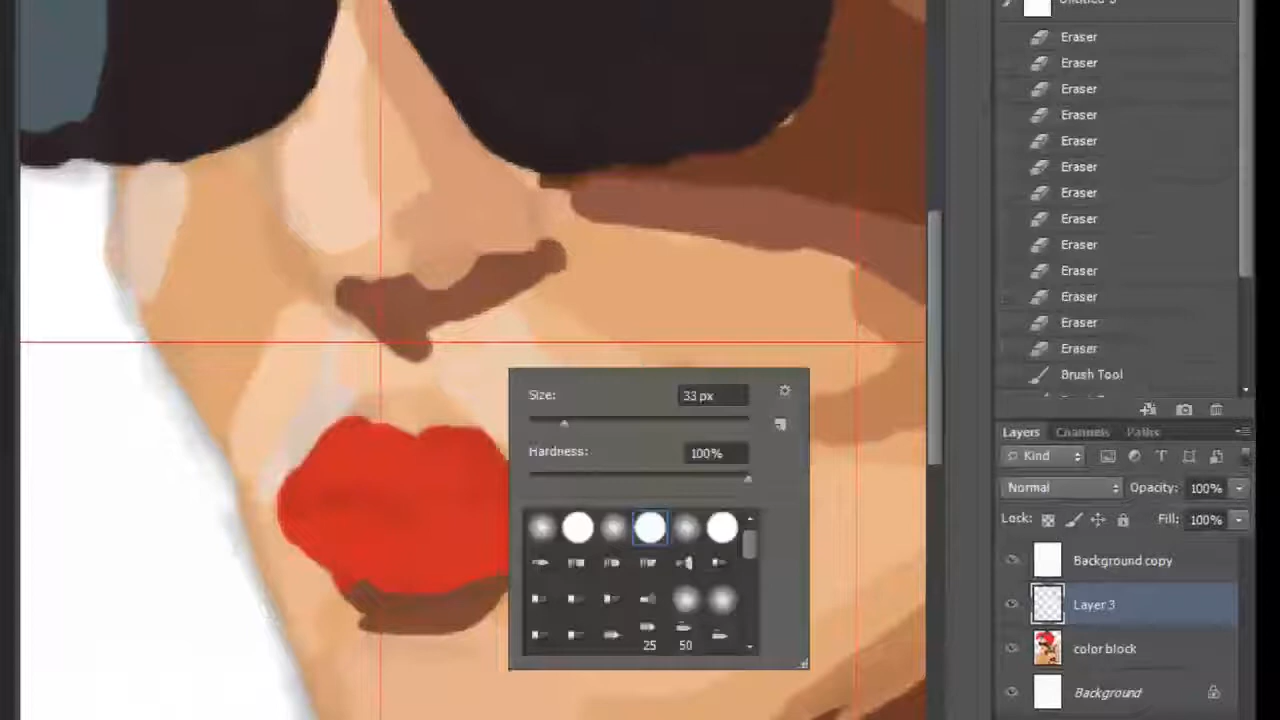 Eraser
Eraser
Eraser
Eraser
Eraser
Eraser
Eraser
Eraser
Eraser
Eraser
Eraser
Eraser
Eraser
Brush Tool
Size: 33 px
Hardness: 100%
25 50
Layers Channels Paths
Kind
Normal Opacity: 100%
Lock: Fill: 100%
Background copy
Layer 3
color block
Background